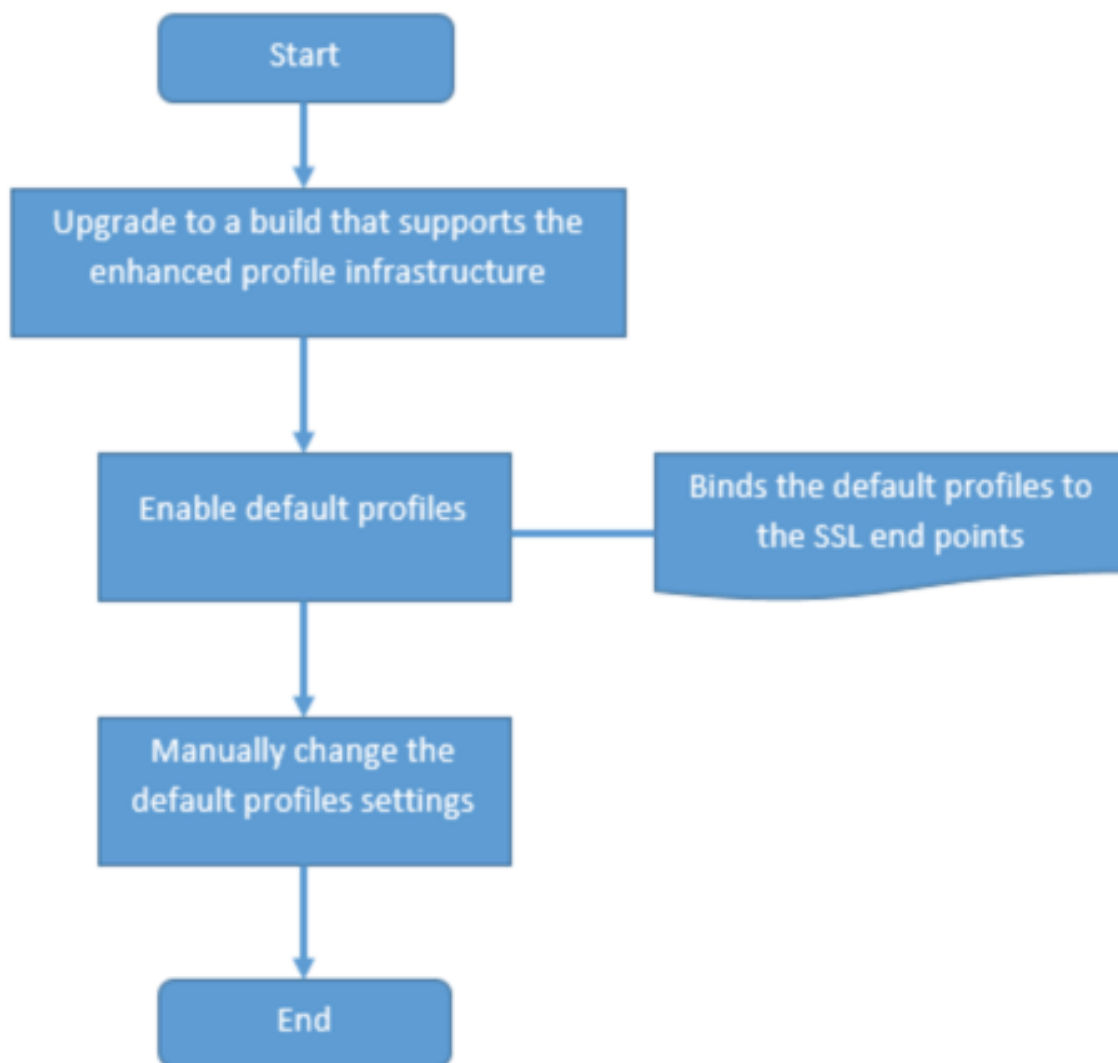 Start
Upgrade to a build that supports the
enhanced profile infrastructure
Enable default profiles
Binds the default profiles to
the SSL end points
Manually change the
default profiles settings
End